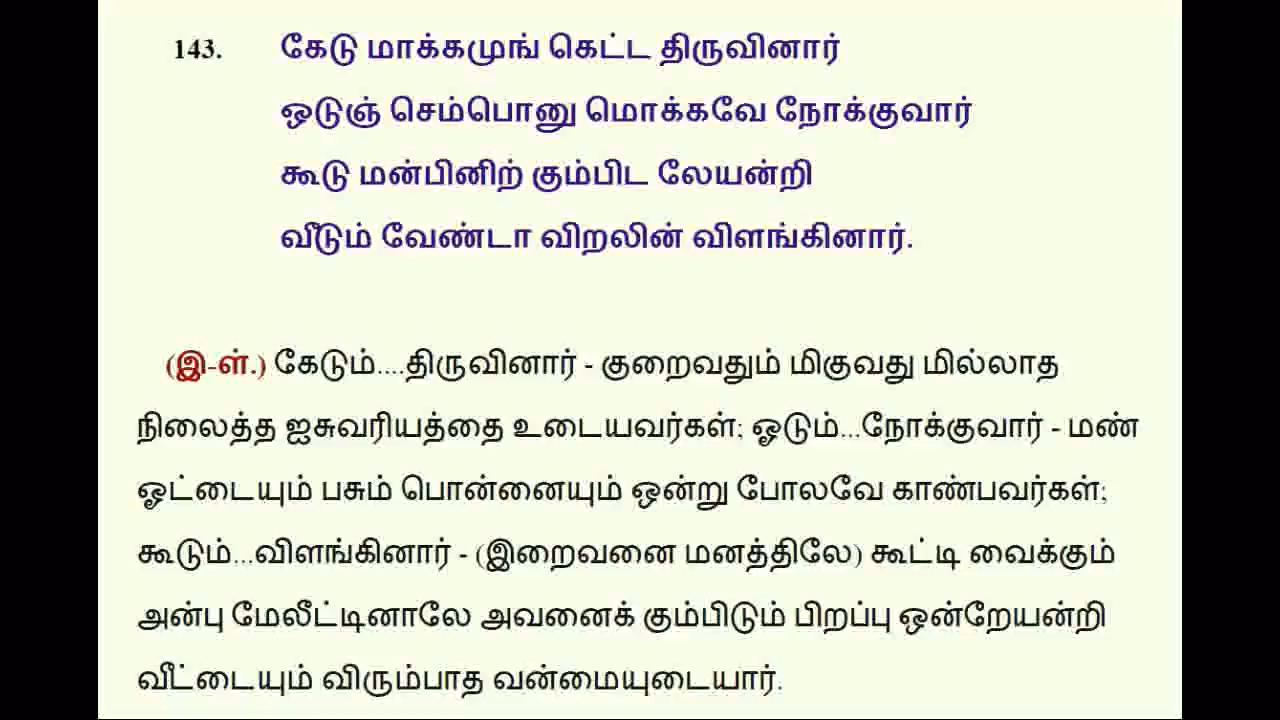 143. கேடு மாக்கமுங் கெட்ட திருவினார்
ஒடுஞ் செம்பொனு மொக்கவே நோக்குவார்
கூடு மன்பினிற் கும்பிட லேயன்றி
வீடும் வேண்டா விறலின் விளங்கினார்.
(இ-ள்.) கேடும்....திருவினார் - குறைவதும் மிகுவது மில்லாத
நிலைத்த ஐசுவரியத்தை உடையவர்கள்; ஓடும்...நோக்குவார் - மண்
ஓட்டையும் பசும் பொன்னையும் ஒன்று போலவே காண்பவர்கள்;
கூடும்...விளங்கினார் - (இறைவனை மனத்திலே) கூட்டி வைக்கும்
அன்பு மேலீட்டினாலே அவனைக் கும்பிடும் பிறப்பு ஒன்றேயன்றி
வீட்டையும் விரும்பாத வன்மையுடையார்.